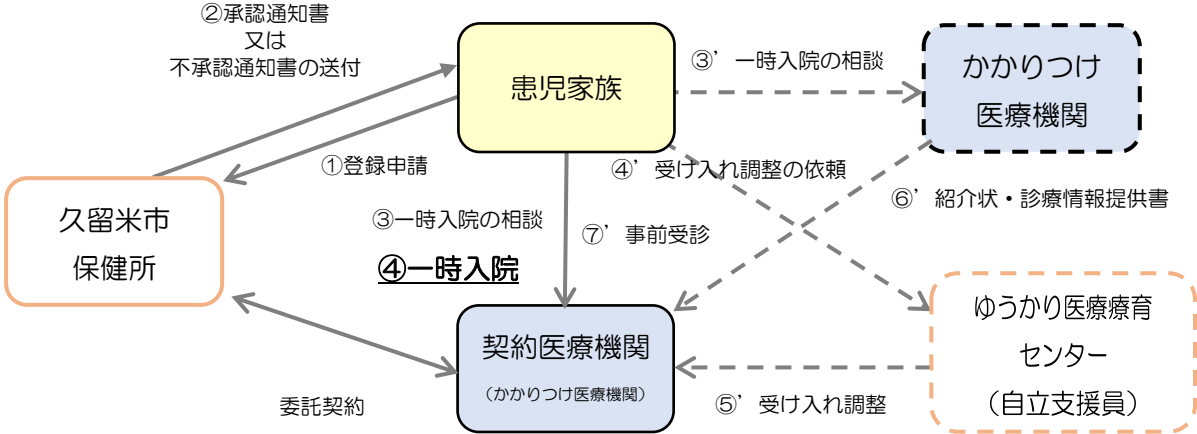 ②承認通知書
又は
不承認通知書の送付
患児家族
③’一時入院の相談
かかりつけ
医療機関
①登録申請
④’受け入れ調整の依頼
⑥’紹介状・診療情報提供書
久留米市
保健所
③一時入院の相談
⑦’事前受診
④一時入院
契約医療機関
（かかりつけ医療機関）
ゆうかり医療療育
センター
（自立支援員）
委託契約
⑤’受け入れ調整